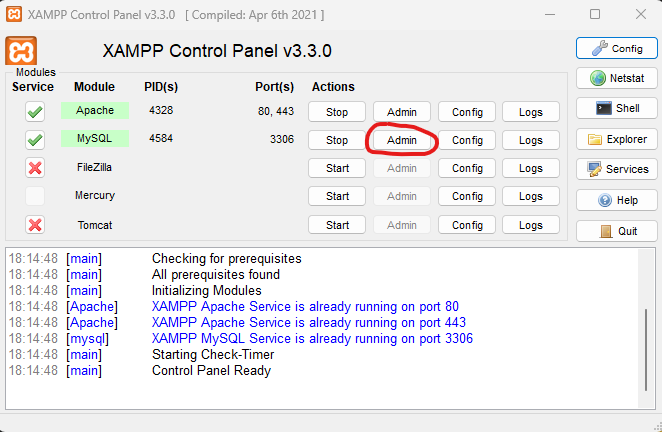 XAMPP Control Panel v3.3.0 [ Compiled: Apr 6th 2021 ]
XAMPP Control Panel v3.3.0
Config
Modules
Service Module PID(s) Port(s) Actions
Netstat
Apache 4328 80, 443 Stop Admin Config Logs
Shell
MySQL 4584 3306 Stop Admin Config Logs
Explorer
FileZilla Start Admin Config Logs
Services
Mercury Start Admin Config Logs
Help
Tomcat Start Admin Config Logs
Quit
18:14:48 [main] Checking for prerequisites
18:14:48 [main] All prerequisites found
18:14:48 [main] Initializing Modules
18:14:48 [Apache] XAMPP Apache Service is already running on port 80
18:14:48 [Apache] XAMPP Apache Service is already running on port 443
18:14:48 [mysql] XAMPP MySQL Service is already running on port 3306
18:14:48 [main] Starting Check-Timer
18:14:48 [main] Control Panel Ready